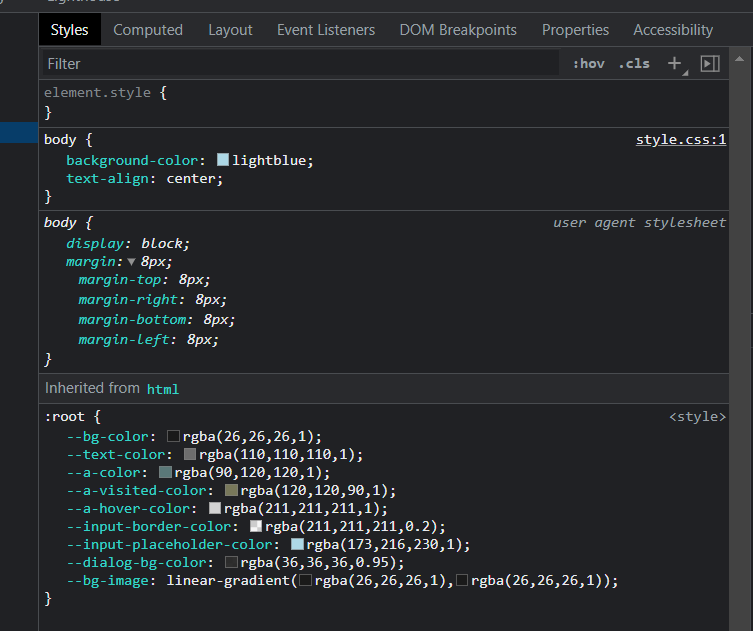 Styles Computed Layout Event Listeners DOM Breakpoints Properties Accessibility
Filter :hov .cls +
element.style {
}
body { style.css:1
background-color: lightblue;
text-align: center;
}
body { user agent stylesheet
display: block;
margin: 8px;
margin-top: 8px;
margin-right: 8px;
margin-bottom: 8px;
margin-left: 8px;
}
Inherited from html
:root { <style>
--bg-color: rgba(26,26,26,1);
--text-color: rgba(110,110,110,1);
--a-color: rgba(90,120,120,1);
--a-visited-color: rgba(120,120,90,1);
--a-hover-color: rgba(211,211,211,1);
--input-border-color: rgba(211,211,211,0.2);
--input-placeholder-color: rgba(173,216,230,1);
--dialog-bg-color: rgba(36,36,36,0.95);
--bg-image: linear-gradient(rgba(26,26,26,1),rgba(26,26,26,1));
}